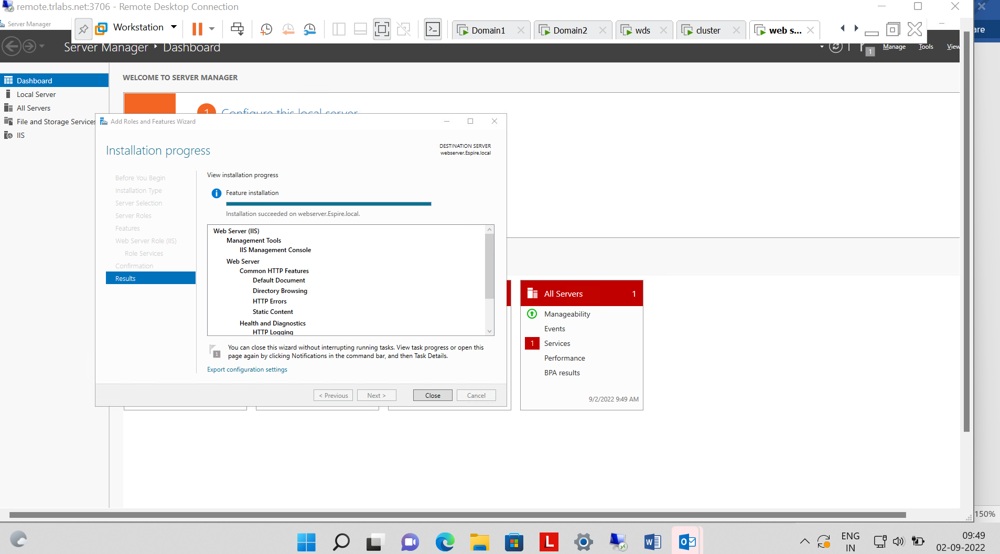 remote.trlabs.net:3706 - Remote Desktop Connection
Server Manager
Workstation
Domain1
Domain2
wds
cluster
web s...
are
Server Manager
Dashboard
1
Manage
Tools
View
Dashboard
Local Server
All Servers
File and Storage Services
IIS
WELCOME TO SERVER MANAGER
1
Configure this local server
Add Roles and Features Wizard
Installation progress
DESTINATION SERVER
webserver.Espire.local
Before You Begin
Installation Type
Server Selection
Server Roles
Features
Web Server Role (IIS)
Role Services
Confirmation
Results
View installation progress
Feature installation
Installation succeeded on webserver.Espire.local.
Web Server (IIS)
Management Tools
IIS Management Console
Web Server
Common HTTP Features
Default Document
Directory Browsing
HTTP Errors
Static Content
Health and Diagnostics
HTTP Logging
1
You can close this wizard without interrupting running tasks. View task progress or open this
page again by clicking Notifications in the command bar, and then Task Details.
Export configuration settings
< Previous
Next >
Close
Cancel
All Servers
1
Manageability
Events
1
Services
Performance
BPA results
9/2/2022 9:49 AM
150%
ENG
IN
09:49
02-09-2022